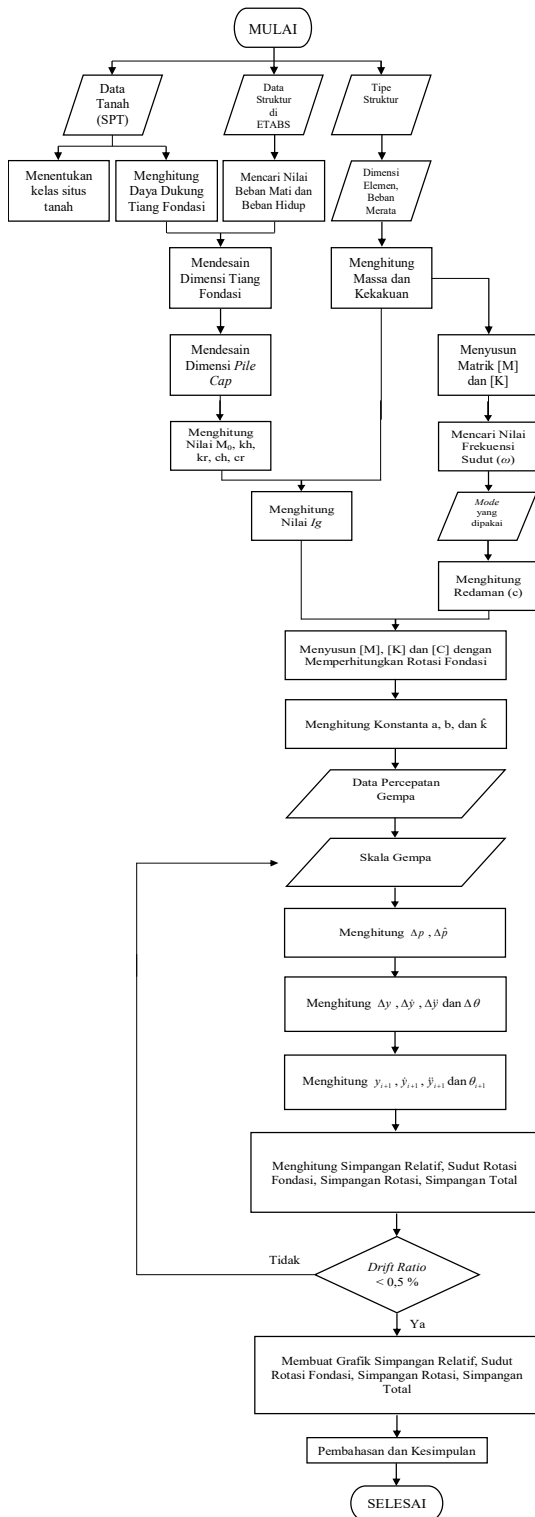 MULAI
Data
Tanah
(SPT)
Data
Struktur
di
ETABS
Tipe
Struktur
Menentukan
kelas situs
tanah
Menghitung
Daya Dukung
Tiang Fondasi
Mencari Nilai
Beban Mati dan
Beban Hidup
Dimensi
Elemen,
Beban
Merata
Mendesain
Dimensi Tiang
Fondasi
Menghitung
Massa dan
Kekakuan
Mendesain
Dimensi Pile
Cap
Menyusun
Matrik [M]
dan [K]
Menghitung
Nilai M₀, kh,
kr, ch, cr
Mencari Nilai
Frekuensi
Sudut (ω)
Menghitung
Nilai Ig
Mode
yang
dipakai
Menghitung
Redaman (c)
Menyusun [M], [K] dan [C] dengan
Memperhitungkan Rotasi Fondasi
Menghitung Konstanta a, b, dan k̂
Data Percepatan
Gempa
Skala Gempa
Menghitung Δp , Δp̂
Menghitung Δy , Δẏ , Δÿ dan Δθ
Menghitung yᵢ₊₁ , ẏᵢ₊₁ , ÿᵢ₊₁ dan θᵢ₊₁
Menghitung Simpangan Relatif, Sudut Rotasi
Fondasi, Simpangan Rotasi, Simpangan Total
Tidak
Drift Ratio
< 0,5 %
Ya
Membuat Grafik Simpangan Relatif, Sudut
Rotasi Fondasi, Simpangan Rotasi, Simpangan
Total
Pembahasan dan Kesimpulan
SELESAI